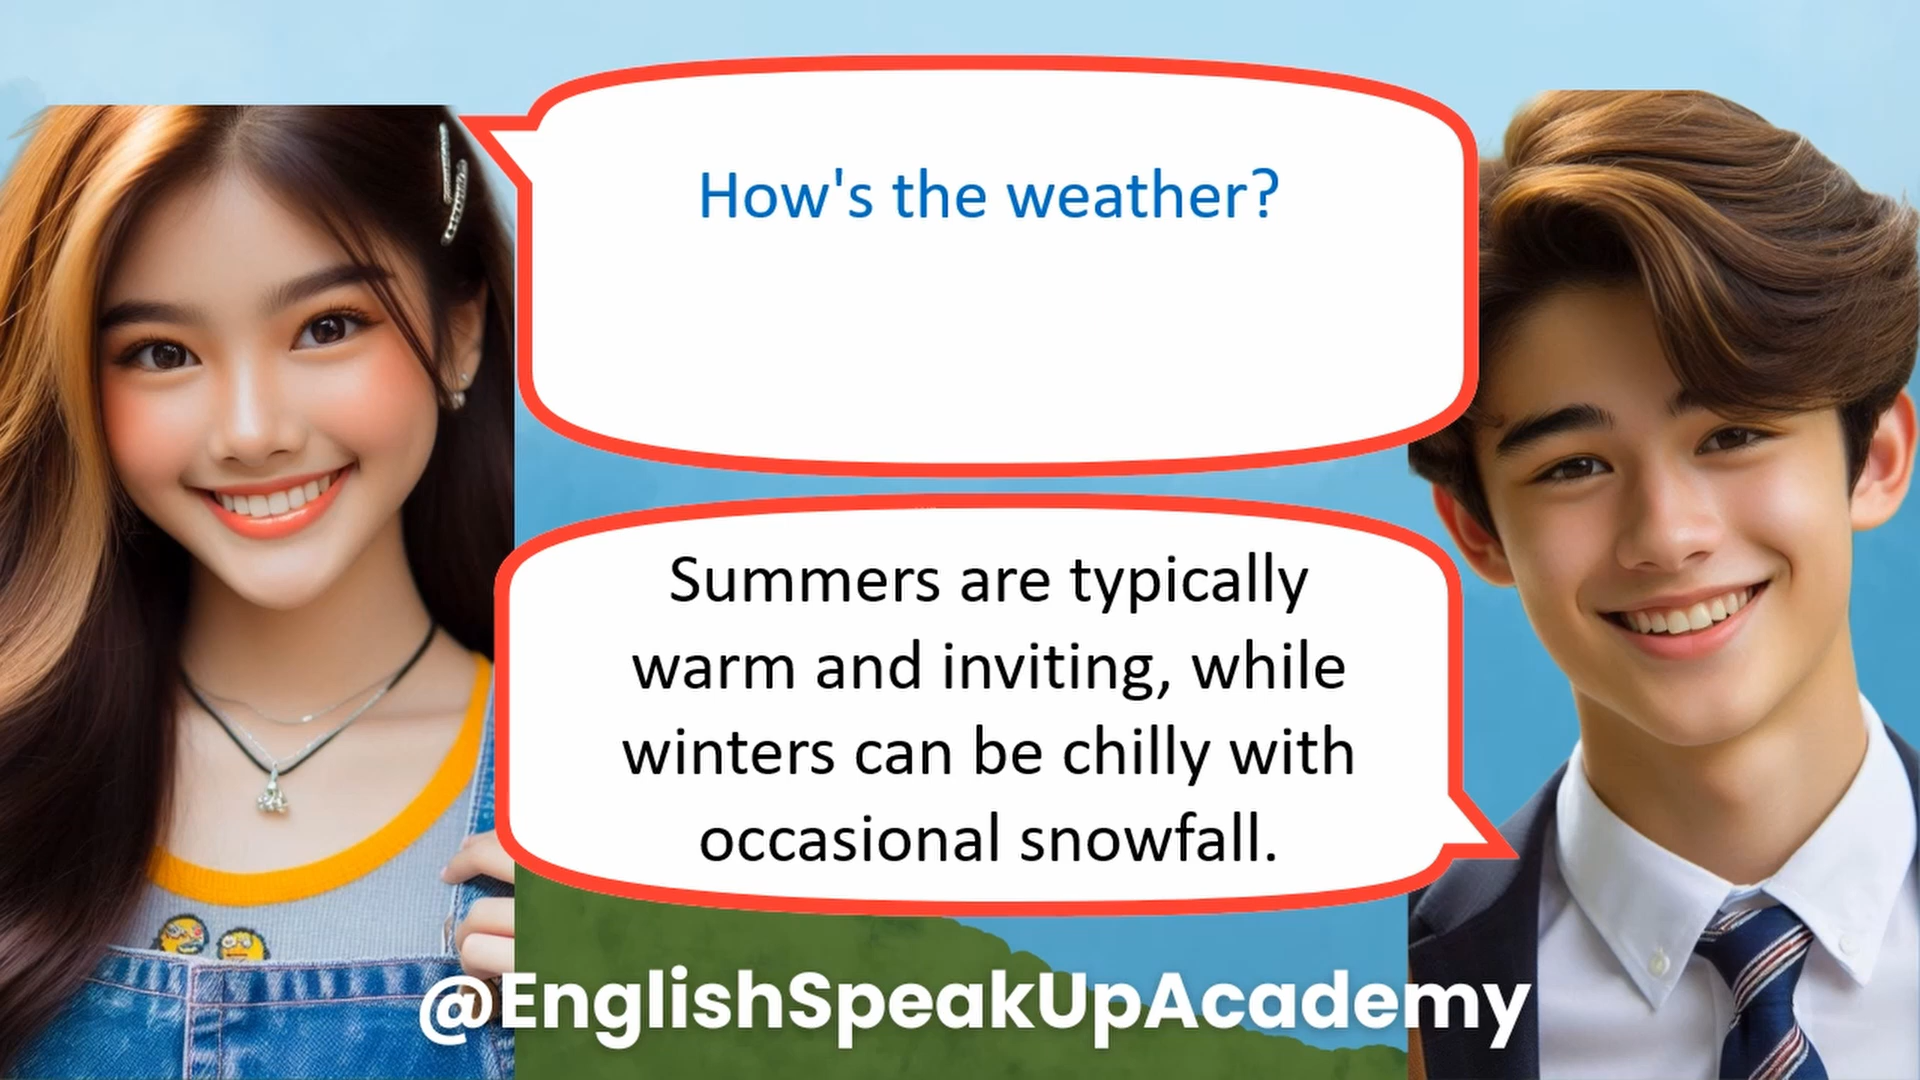 How's the weather?
Summers are typically
warm and inviting, while
winters can be chilly with
occasional snowfall.
@EnglishSpeakUpAcademy